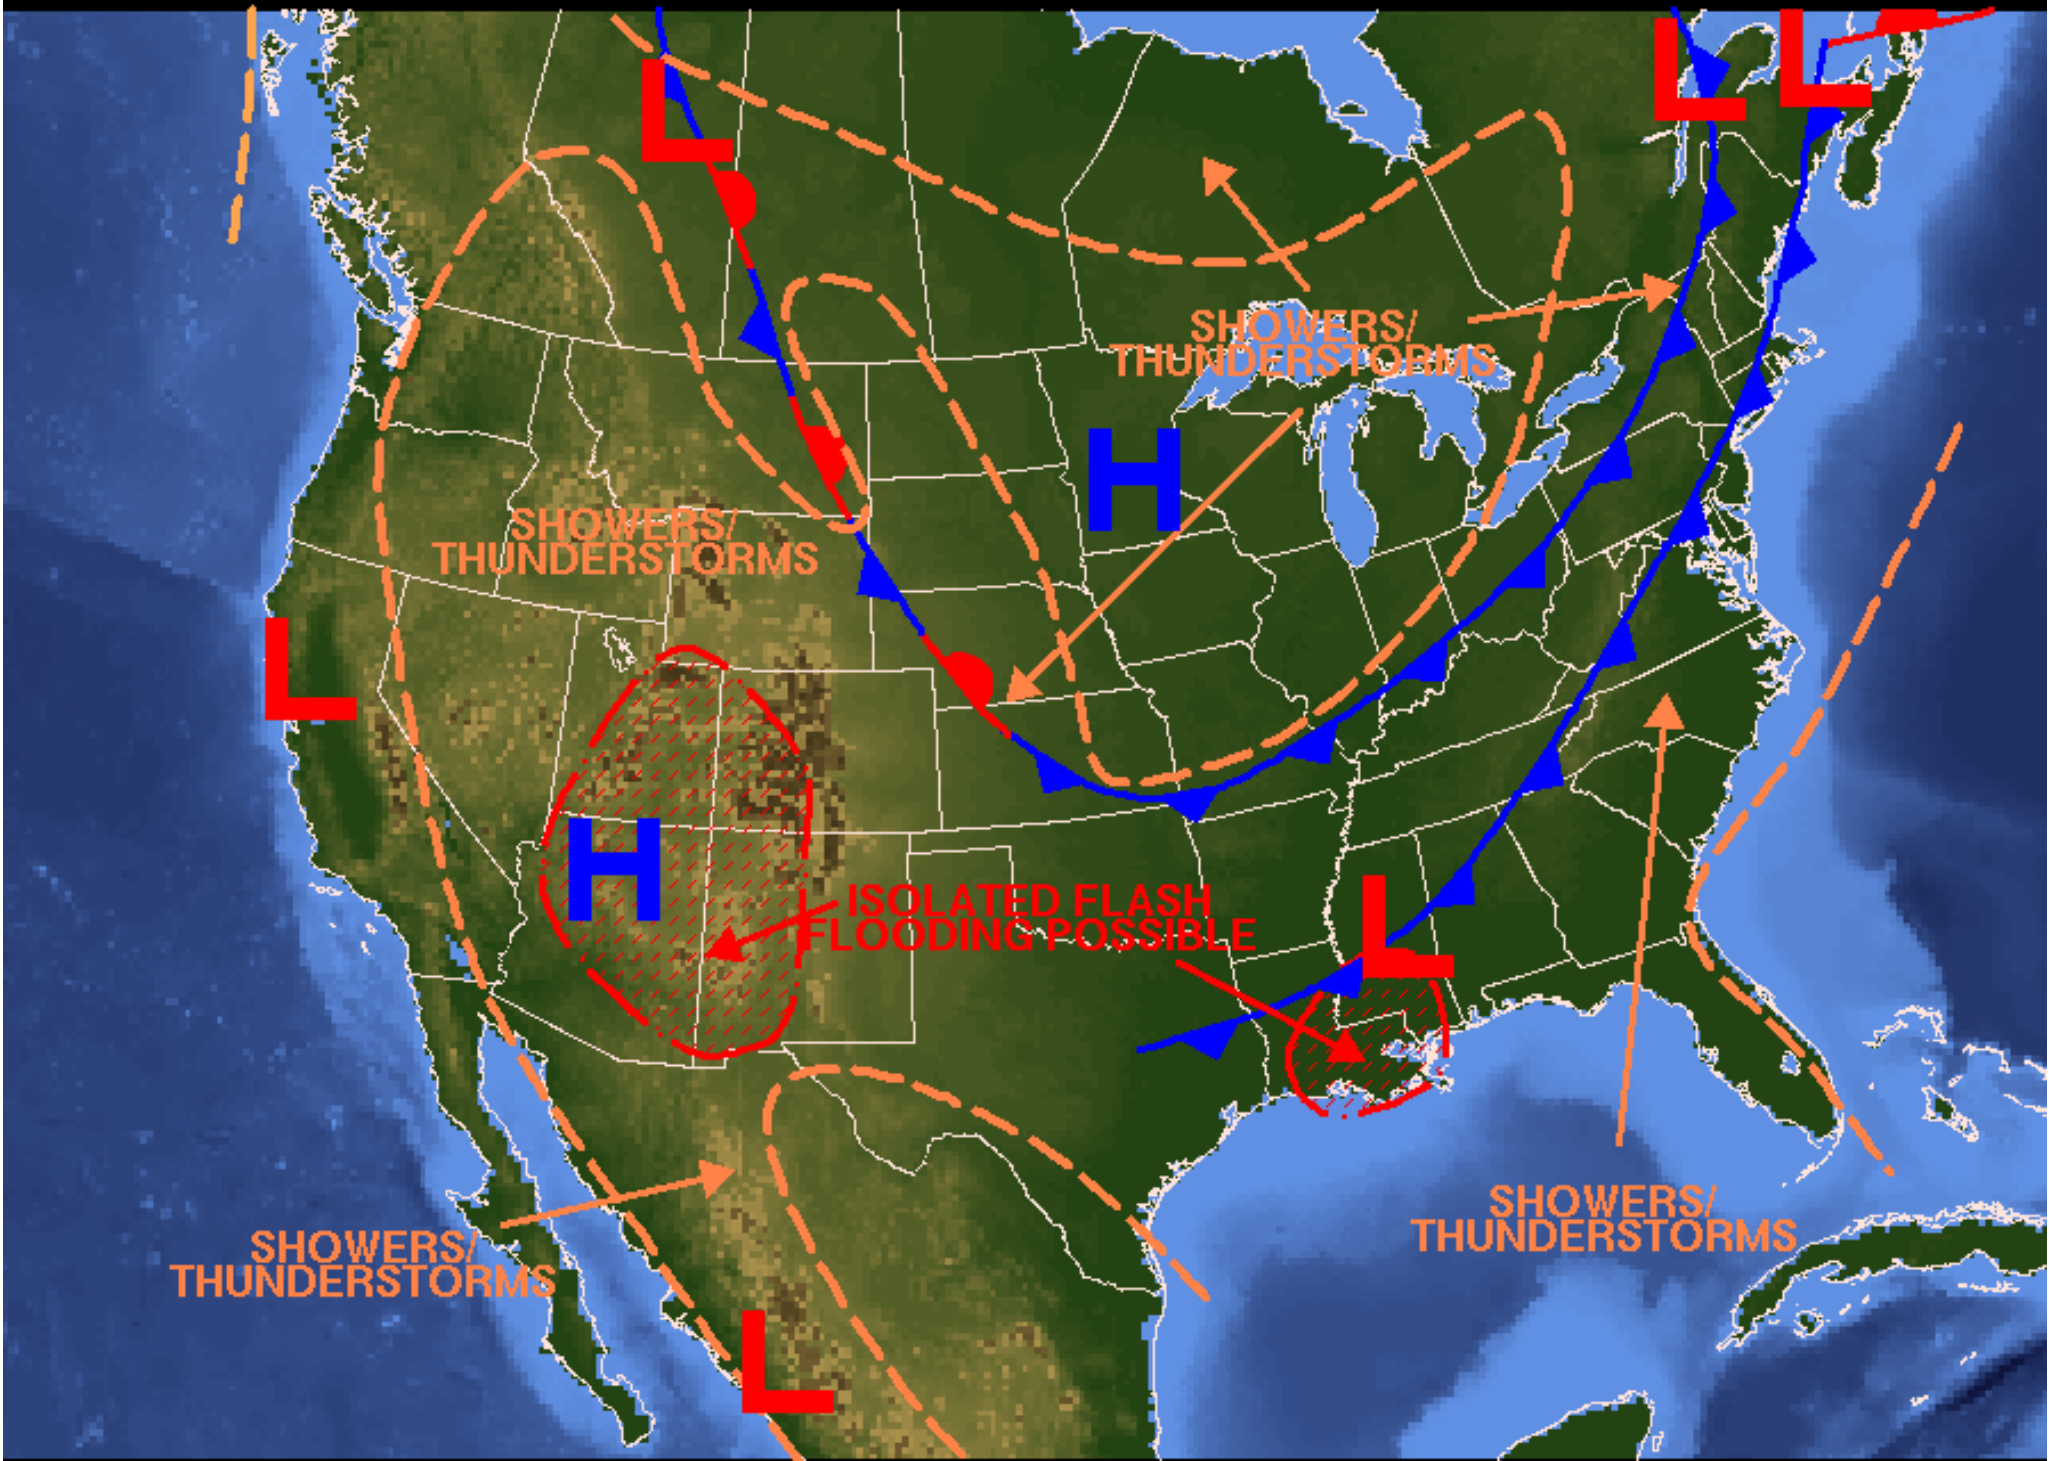 L
L
L
SHOWERS/
THUNDERSTORMS
H
SHOWERS/
THUNDERSTORMS
L
H
ISOLATED FLASH
FLOODING POSSIBLE
L
SHOWERS/
THUNDERSTORMS
SHOWERS/
THUNDERSTORMS
L